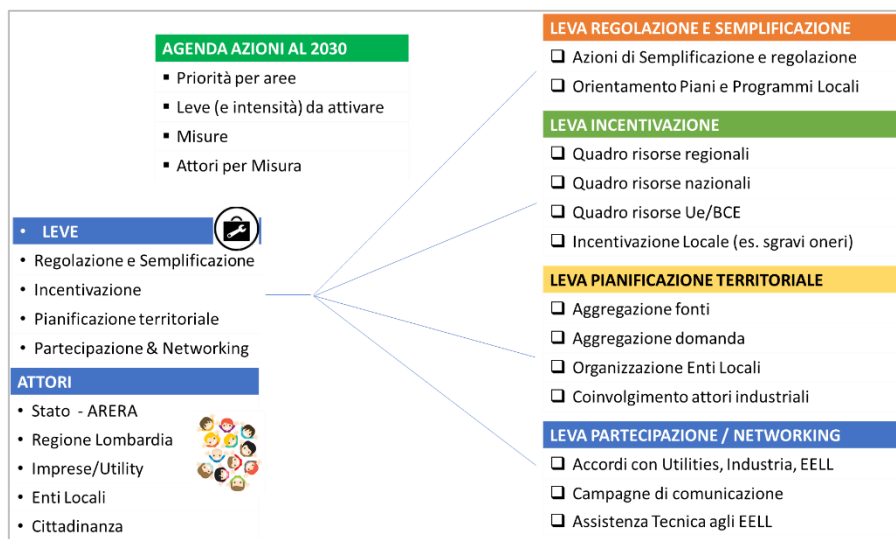 AGENDA AZIONI AL 2030
▪ Priorità per aree
▪ Leve (e intensità) da attivare
▪ Misure
▪ Attori per Misura
• LEVE
• Regolazione e Semplificazione
• Incentivazione
• Pianificazione territoriale
• Partecipazione & Networking
ATTORI
• Stato - ARERA
• Regione Lombardia
• Imprese/Utility
• Enti Locali
• Cittadinanza
LEVA REGOLAZIONE E SEMPLIFICAZIONE
❑ Azioni di Semplificazione e regolazione
❑ Orientamento Piani e Programmi Locali
LEVA INCENTIVAZIONE
❑ Quadro risorse regionali
❑ Quadro risorse nazionali
❑ Quadro risorse Ue/BCE
❑ Incentivazione Locale (es. sgravi oneri)
LEVA PIANIFICAZIONE TERRITORIALE
❑ Aggregazione fonti
❑ Aggregazione domanda
❑ Organizzazione Enti Locali
❑ Coinvolgimento attori industriali
LEVA PARTECIPAZIONE / NETWORKING
❑ Accordi con Utilities, Industria, EELL
❑ Campagne di comunicazione
❑ Assistenza Tecnica agli EELL